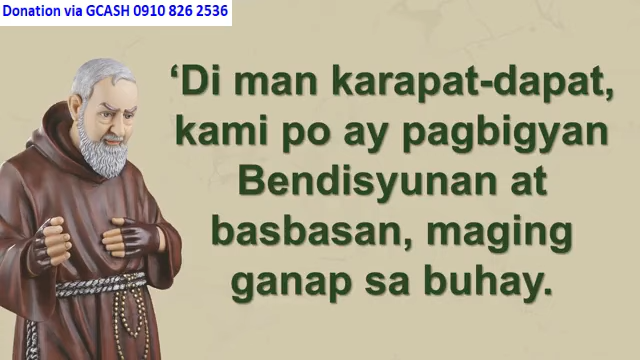 Donation via GCASH 0910 826 2536
‘Di man karapat-dapat,
kami po ay pagbigyan
Bendisyunan at
basbasan, maging
ganap sa buhay.